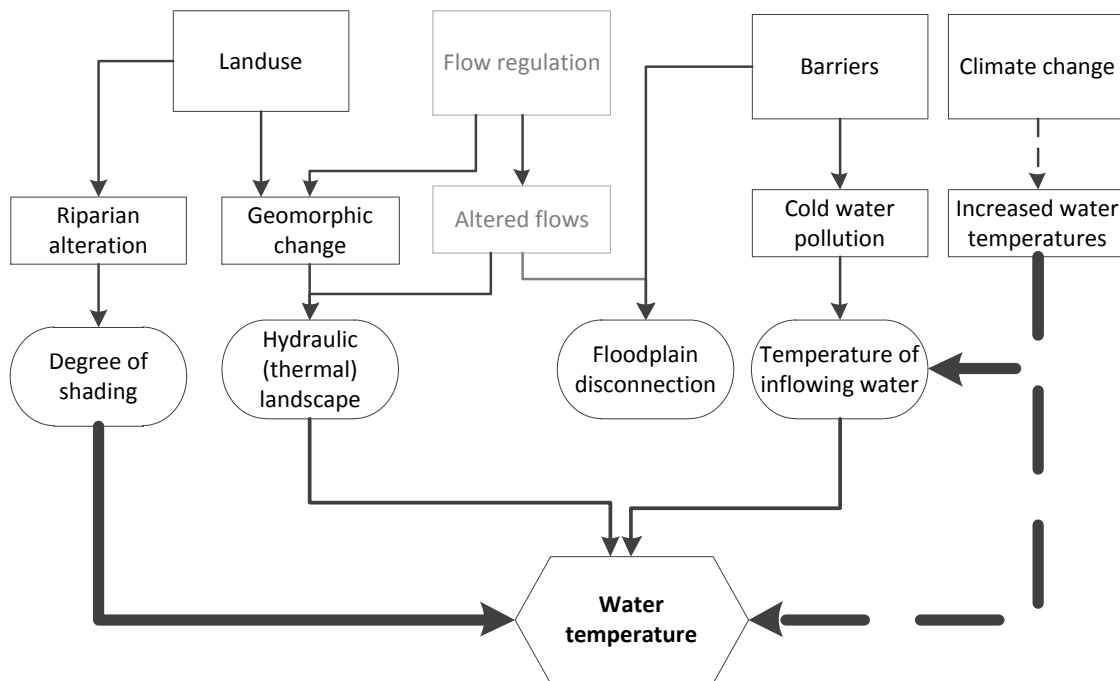 Landuse
Flow regulation
Barriers
Climate change
Riparian
alteration
Geomorphic
change
Altered flows
Cold water
pollution
Increased water
temperatures
Degree of
shading
Hydraulic
(thermal)
landscape
Floodplain
disconnection
Temperature of
inflowing water
Water
temperature